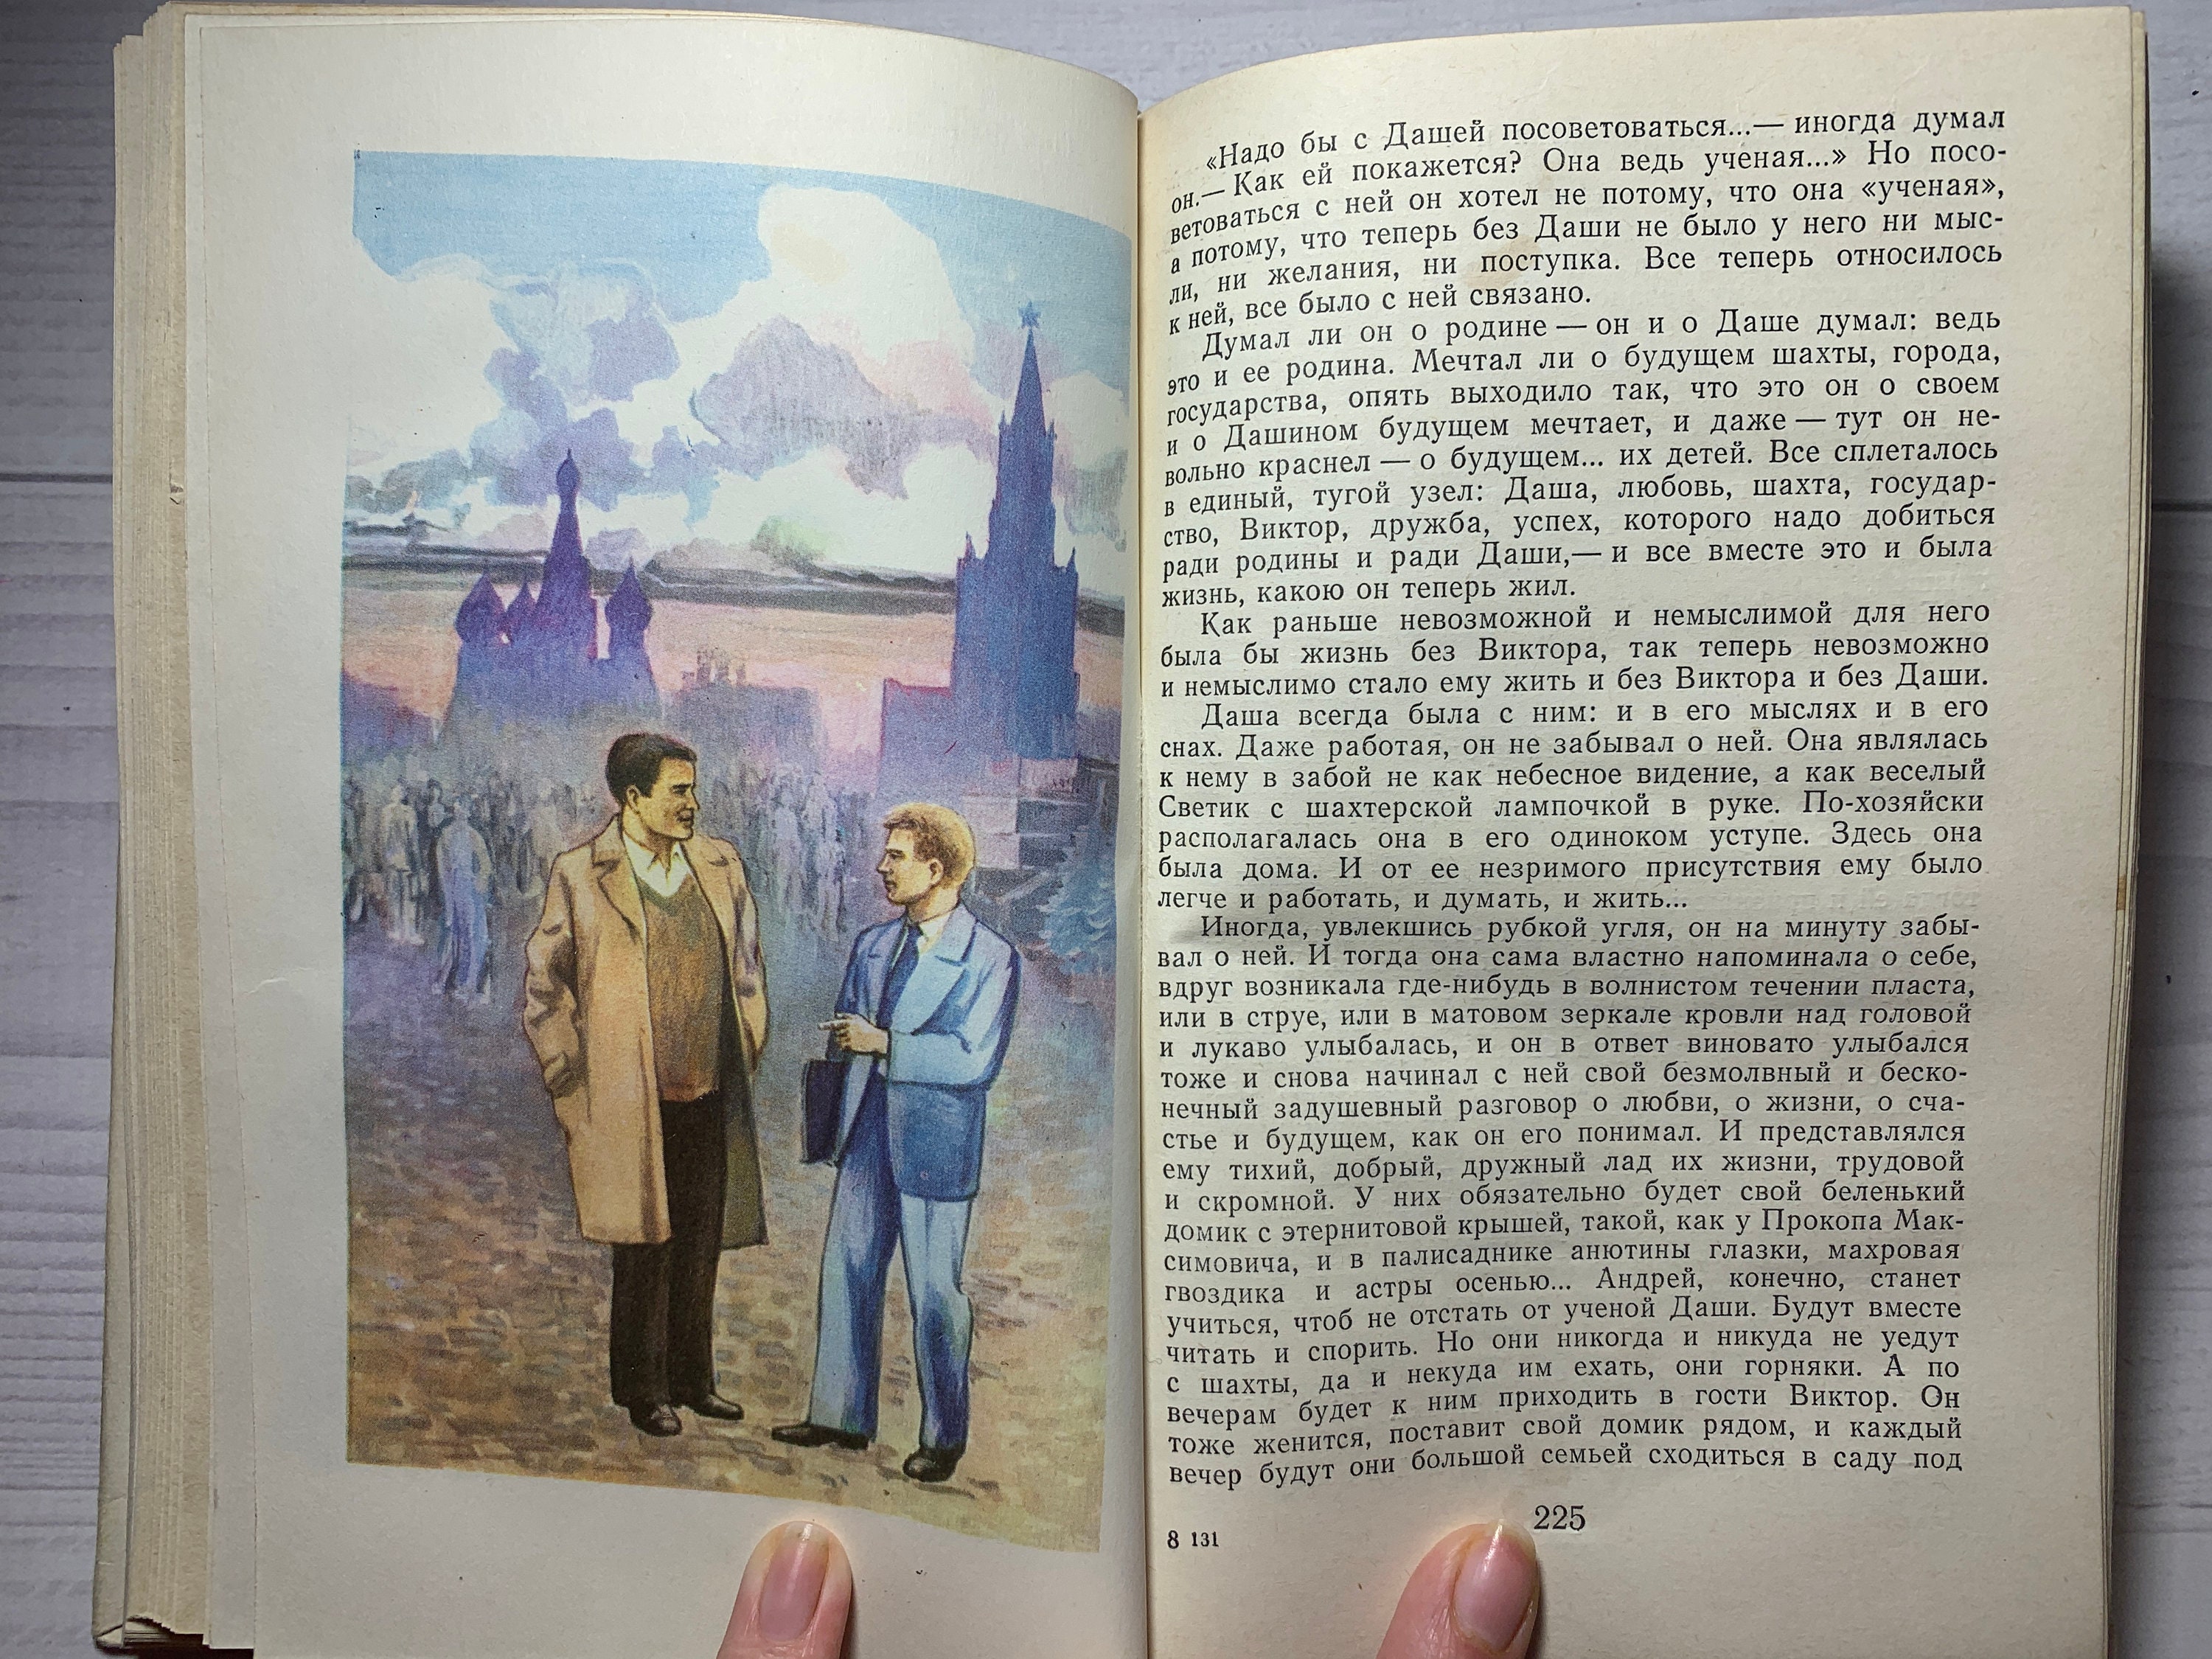 «Надо бы с Дашей посоветоваться...— иногда думал
он.— Как ей покажется? Она ведь ученая...» Но посо-
ветоваться с ней он хотел не потому, что она «ученая»,
а потому, что теперь без Даши не было у него ни мыс-
ли, ни желания, ни поступка. Все теперь относилось
к ней, все было с ней связано.
Думал ли он о родине — он и о Даше думал: ведь
это и ее родина. Мечтал ли о будущем шахты, города,
государства, опять выходило так, что это он о своем
и о Дашином будущем мечтает, и даже — тут он не-
вольно краснел — о будущем... их детей. Все сплеталось
в единый, тугой узел: Даша, любовь, шахта, государ-
ство, Виктор, дружба, успех, которого надо добиться
ради родины и ради Даши,— и все вместе это и была
жизнь, какою он теперь жил.
Как раньше невозможной и немыслимой для него
была бы жизнь без Виктора, так теперь невозможно
и немыслимо стало ему жить и без Виктора и без Даши.
Даша всегда была с ним: и в его мыслях и в его
снах. Даже работая, он не забывал о ней. Она являлась
к нему в забой не как небесное видение, а как веселый
Светик с шахтерской лампочкой в руке. По-хозяйски
располагалась она в его одиноком уступе. Здесь она
была дома. И от ее незримого присутствия ему было
легче и работать, и думать, и жить...
Иногда, увлекшись рубкой угля, он на минуту забы-
вал о ней. И тогда она сама властно напоминала о себе,
вдруг возникала где-нибудь в волнистом течении пласта,
или в струе, или в матовом зеркале кровли над головой
и лукаво улыбалась, и он в ответ виновато улыбался
тоже и снова начинал с ней свой безмолвный и беско-
нечный задушевный разговор о любви, о жизни, о сча-
стье и будущем, как он его понимал. И представлялся
ему тихий, добрый, дружный лад их жизни, трудовой
и скромной. У них обязательно будет свой беленький
домик с этернитовой крышей, такой, как у Прокопа Мак-
симовича, и в палисаднике анютины глазки, махровая
гвоздика и астры осенью... Андрей, конечно, станет
учиться, чтоб не отстать от ученой Даши. Будут вместе
читать и спорить. Но они никогда и никуда не уедут
с шахты, да и некуда им ехать, они горняки. А по
вечерам будет к ним приходить в гости Виктор. Он
тоже женится, поставит свой домик рядом, и каждый
вечер будут они большой семьей сходиться в саду под
225
8 131